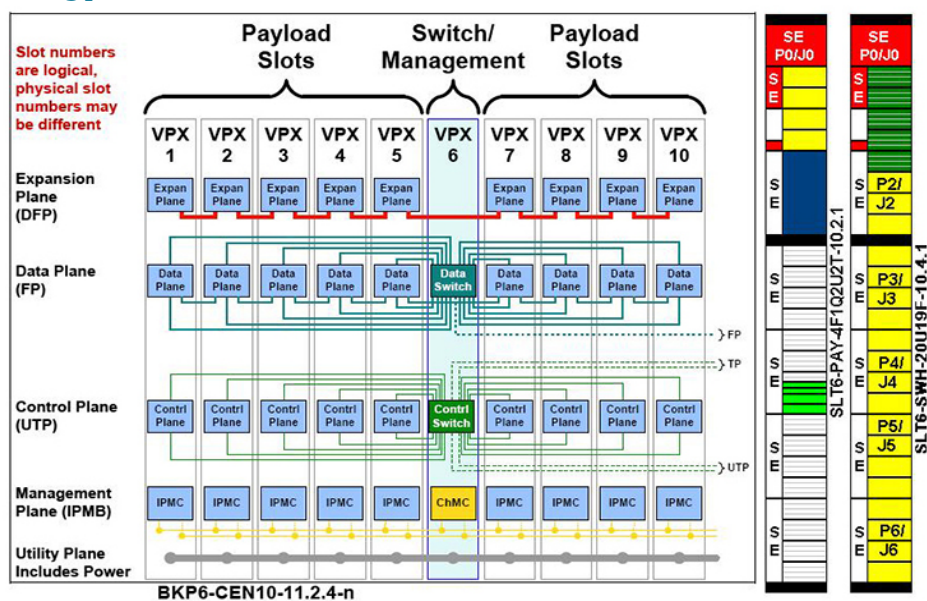 Payload
Slots
Switch/
Management
Payload
Slots
Slot numbers
are logical,
physical slot
numbers may
be different
VPX
1
VPX
2
VPX
3
VPX
4
VPX
5
VPX
6
VPX
7
VPX
8
VPX
9
VPX
10
Expansion
Plane
(DFP)
Expan
Plane
Expan
Plane
Expan
Plane
Expan
Plane
Expan
Plane
Expan
Plane
Expan
Plane
Expan
Plane
Expan
Plane
Data Plane
(FP)
Data
Plane
Data
Plane
Data
Plane
Data
Plane
Data
Plane
Data
Switch
Data
Plane
Data
Plane
Data
Plane
Data
Plane
FP
TP
Control Plane
(UTP)
Contrl
Plane
Contrl
Plane
Contrl
Plane
Contrl
Plane
Contrl
Plane
Contrl
Switch
Contrl
Plane
Contrl
Plane
Contrl
Plane
Contrl
Plane
UTP
Management
Plane (IPMB)
IPMC
IPMC
IPMC
IPMC
IPMC
ChMC
IPMC
IPMC
IPMC
IPMC
Utility Plane
Includes Power
BKP6-CEN10-11.2.4-n
SE
P0/J0
S
E
S
E
S
E
S
E
S
E
S
E
SLT6-PAY-4F1Q2U2T-10.2.1
SE
P0/J0
S
E
S
E
P2/
J2
S
E
P3/
J3
S
E
P4/
J4
S
E
P5/
J5
S
E
P6/
J6
SLT6-SWH-20U19F-10.4.1